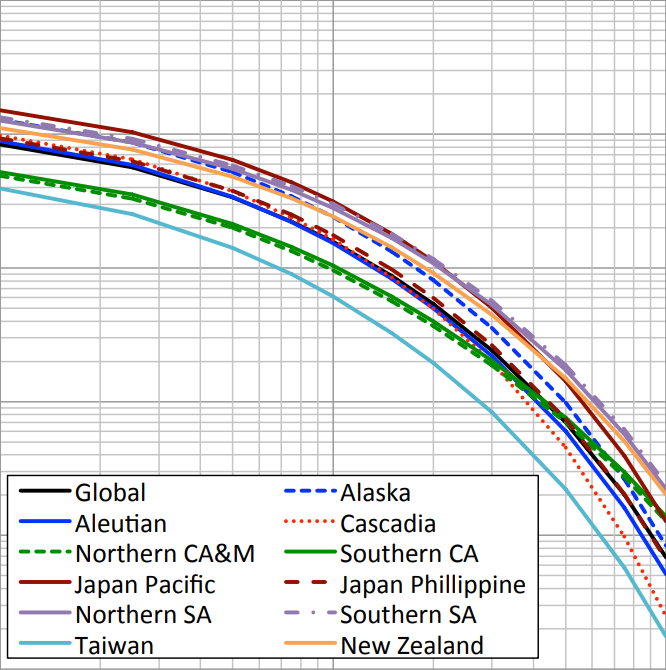 Global Alaska
Aleutian Cascadia
Northern CA&M Southern CA
Japan Pacific Japan Phillippine
Northern SA Southern SA
Taiwan New Zealand